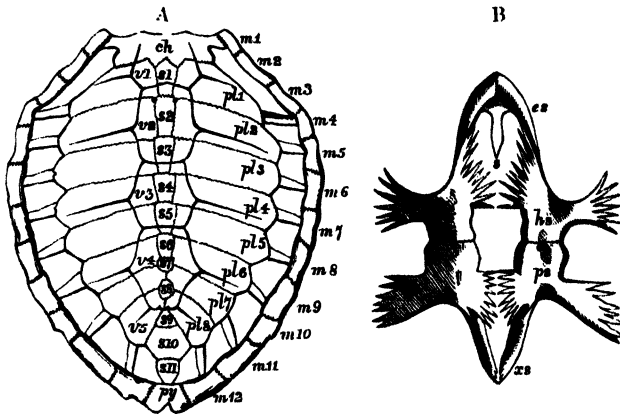 A B
m1
ch
m2
v1 s1
m3
pl1
es
s2
m4
v2 pl2
m5
s3
s
pl3
s4
m6
v3
pl4
s5
hs
m7
s6 pl5
v4 s7 pl6
m8
ps
s8
pl7
m9
s9
v5 pl8
m10
s10
m11
s11
xs
py m12